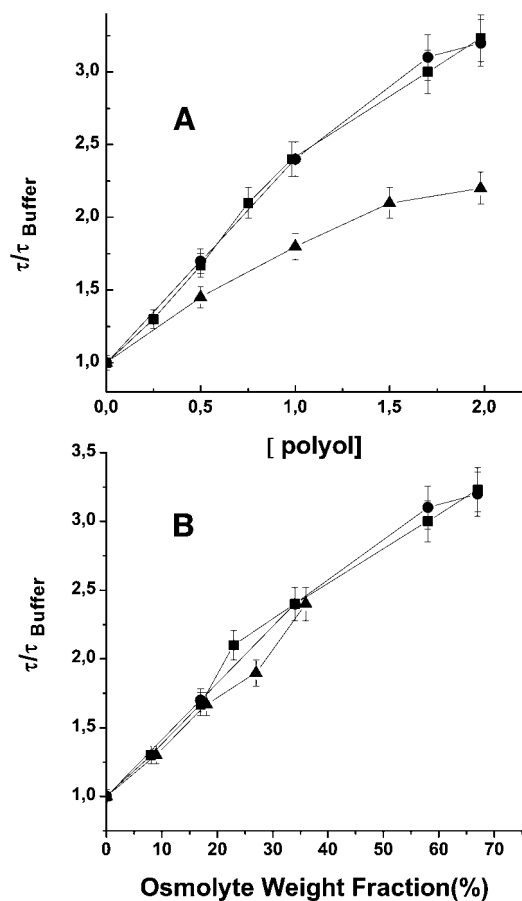 3,0
2,5
2,0
1,5
1,0
τ/τ Buffer
A
0,0 0,5 1,0 1,5 2,0
[ polyol]
3,5
3,0
2,5
2,0
1,5
1,0
τ/τ Buffer
B
0 10 20 30 40 50 60 70
Osmolyte Weight Fraction(%)